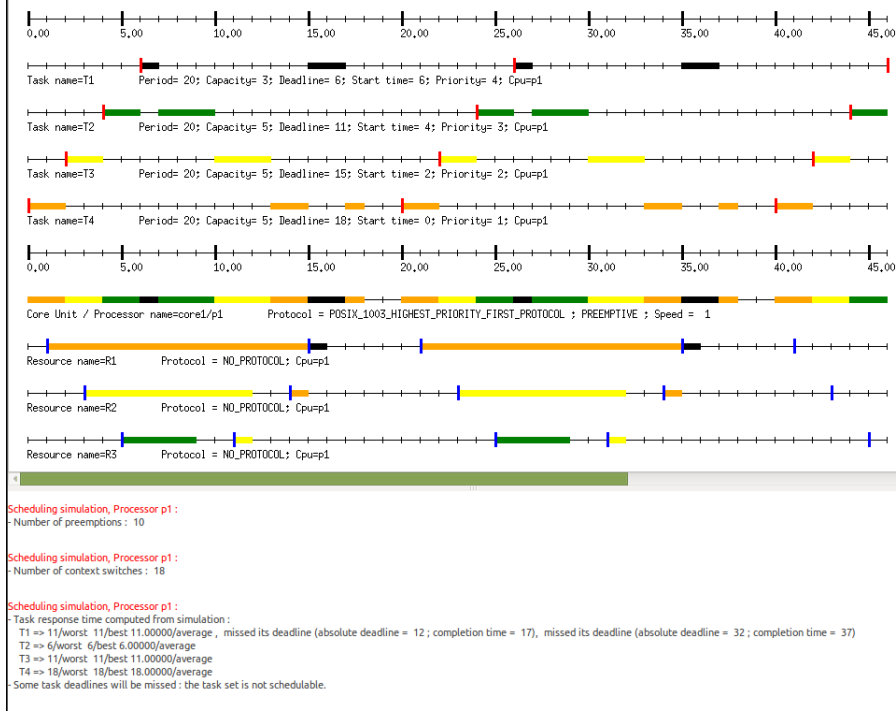 0.00 5.00 10.00 15.00 20.00 25.00 30.00 35.00 40.00 45.00
Task name=T1 Period= 20; Capacity= 3; Deadline= 6; Start time= 6; Priority= 4; Cpu=p1
Task name=T2 Period= 20; Capacity= 5; Deadline= 11; Start time= 4; Priority= 3; Cpu=p1
Task name=T3 Period= 20; Capacity= 5; Deadline= 15; Start time= 2; Priority= 2; Cpu=p1
Task name=T4 Period= 20; Capacity= 5; Deadline= 18; Start time= 0; Priority= 1; Cpu=p1
0.00 5.00 10.00 15.00 20.00 25.00 30.00 35.00 40.00 45.00
Core Unit / Processor name=core1/p1 Protocol = POSIX_1003_HIGHEST_PRIORITY_FIRST_PROTOCOL ; PREEMPTIVE ; Speed = 1
Resource name=R1 Protocol = NO_PROTOCOL; Cpu=p1
Resource name=R2 Protocol = NO_PROTOCOL; Cpu=p1
Resource name=R3 Protocol = NO_PROTOCOL; Cpu=p1
Scheduling simulation, Processor p1 :
- Number of preemptions : 10
Scheduling simulation, Processor p1 :
- Number of context switches : 18
Scheduling simulation, Processor p1 :
- Task response time computed from simulation :
T1 => 11/worst 11/best 11.00000/average , missed its deadline (absolute deadline = 12 ; completion time = 17), missed its deadline (absolute deadline = 32 ; completion time = 37)
T2 => 6/worst 6/best 6.00000/average
T3 => 11/worst 11/best 11.00000/average
T4 => 18/worst 18/best 18.00000/average
- Some task deadlines will be missed : the task set is not schedulable.